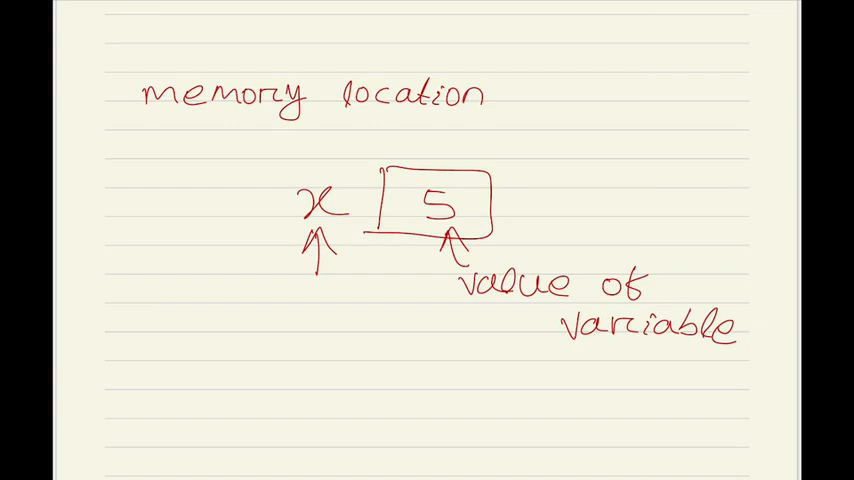 memory location
x 5
value of
variable